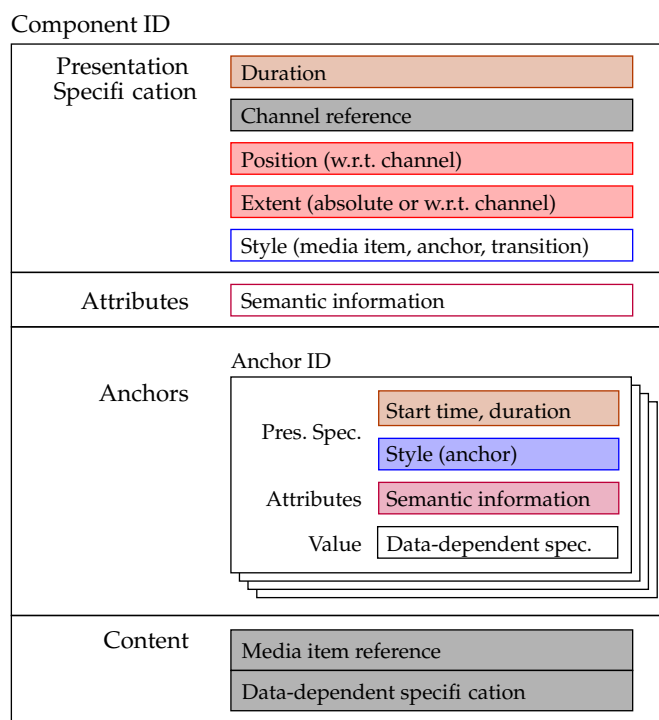 Component ID
Presentation
Specifi cation
Duration
Channel reference
Position (w.r.t. channel)
Extent (absolute or w.r.t. channel)
Style (media item, anchor, transition)
Attributes
Semantic information
Anchors
Anchor ID
Pres. Spec.
Start time, duration
Style (anchor)
Attributes
Semantic information
Value
Data-dependent spec.
Content
Media item reference
Data-dependent specifi cation